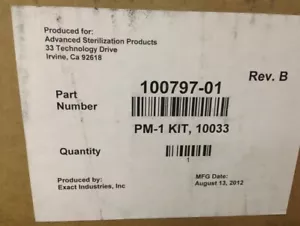 Produced for:
Advanced Sterilization Products
33 Technology Drive
Irvine, Ca 92618
Rev. B
Part Number
100797-01
PM-1 KIT, 10033
Quantity
1
Produced by:
Exact Industries, Inc
MFG Date:
August 13, 2012